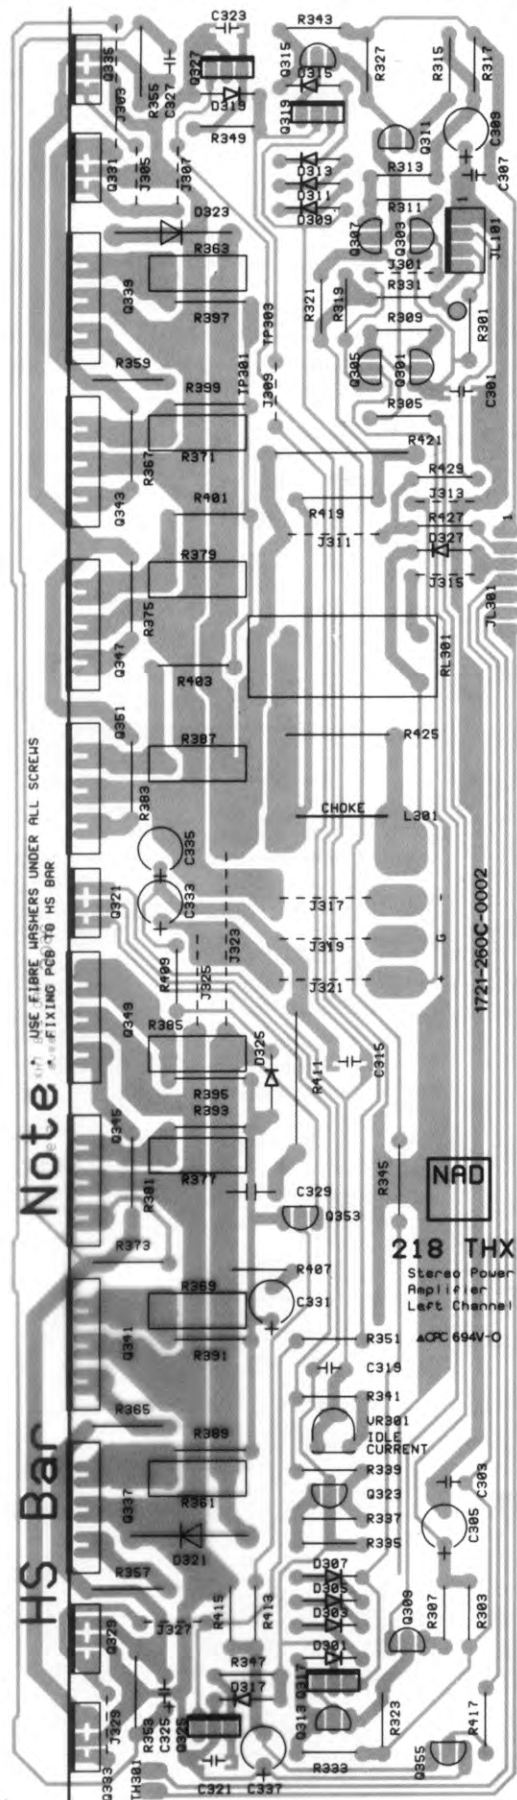 C323
R343
Q335
J303
R355
C327
Q327
D319
R349
Q315
D315
Q319
R327
R315
R317
Q311
C309
C307
Q331
J305
J307
D313
D311
D309
R313
R311
1
JL101
D323
R363
Q307
Q303
J301
R331
Q339
R397
TP303
R321
R319
R309
R301
R359
TP301
J309
Q305
Q301
C301
R399
R305
R367
R371
R421
Q343
R401
R419
R429
J313
R427
1
D327
J311
R379
J315
JL301
R375
Q347
RL301
R403
Q351
R387
R425
R383
CHOKE
L301
C335
Q321
C333
J317
-
J323
J319
G
R409
J325
J321
+
1721-260C-0002
Note :
USE FIBRE WASHERS UNDER ALL SCREWS
FIXING PCB TO HS BAR
Q349
R385
D325
R411
C315
R395
R393
Q345
R377
R381
R345
NAD
C329
Q353
R373
218 THX
Stereo Power
Amplifier
Left Channel
R407
R369
C331
Q341
R391
R351
▲CPC 694V-0
C319
R365
R341
VR301
IDLE
CURRENT
R389
HS Bar
R339
Q337
R361
Q323
C303
R337
C305
D321
R335
R357
D307
D305
D303
D301
R415
R413
Q309
R307
R303
Q329
J327
R347
D317
Q317
J329
R353
C325
Q325
Q313
R323
R417
Q333
TH301
C321
C337
R333
Q355